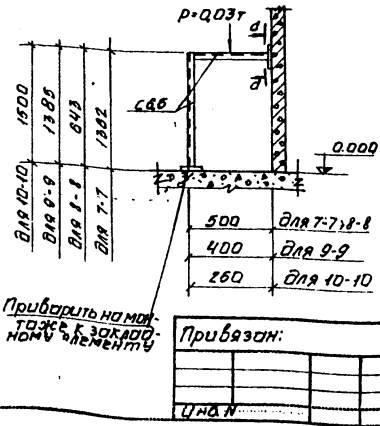 P=0,03т
а
а
с.а.б
0.000
1500
1385
643
1382
для 10-10
для 9-9
для 8-8
для 7-7
500 для 7-7;8-8
400 для 9-9
260 для 10-10
Приварить на мон-
таже к заклад-
ному элементу
Привязан:
Инв.N